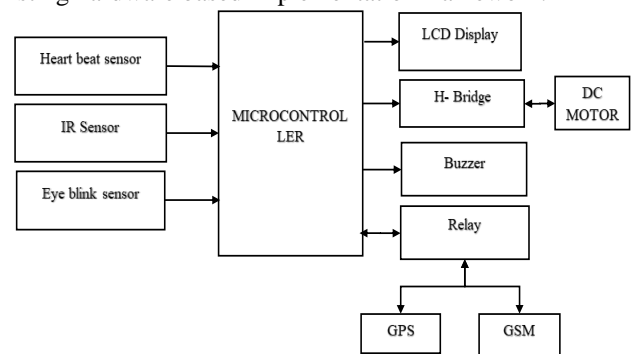 Heart beat sensor
IR Sensor
Eye blink sensor
MICROCONTROL
LER
LCD Display
H- Bridge
DC
MOTOR
Buzzer
Relay
GPS
GSM